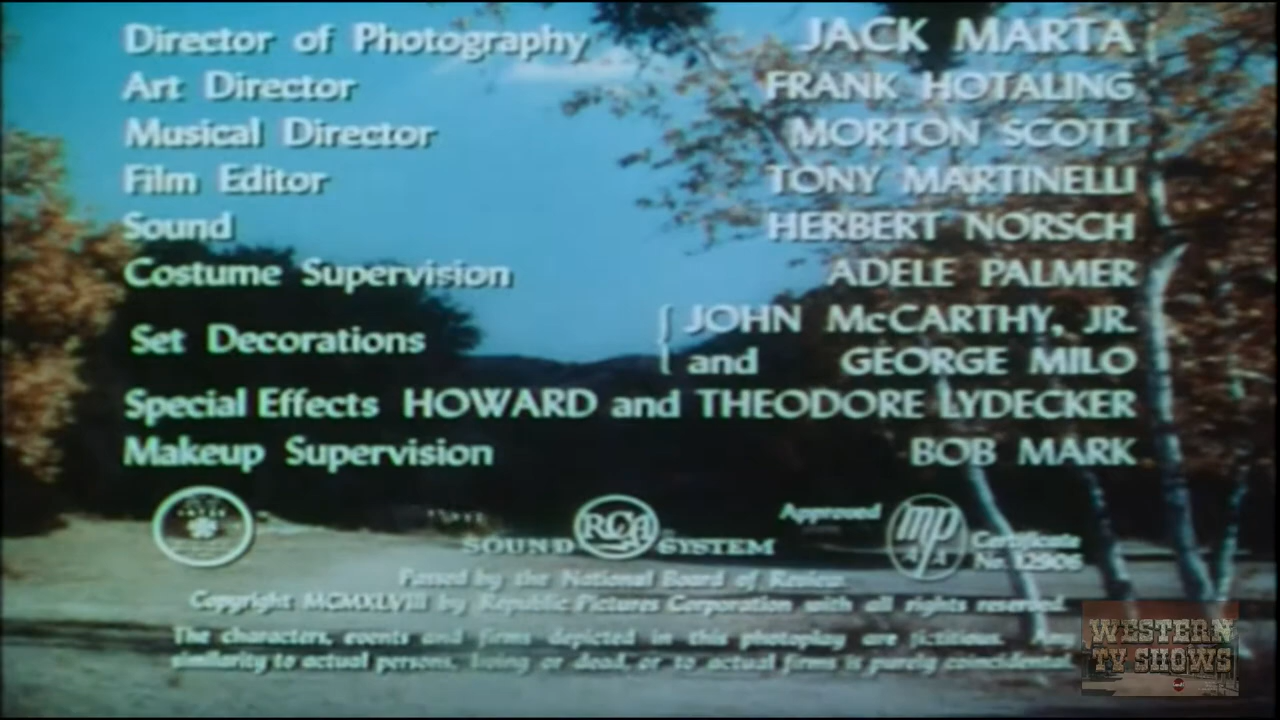 Director of Photography JACK MARTA
Art Director FRANK HOTALING
Musical Director MORTON SCOTT
Film Editor TONY MARTINELLI
Sound HERBERT NORSCH
Costume Supervision ADELE PALMER
Set Decorations { JOHN McCARTHY, JR.
and GEORGE MILO
Special Effects HOWARD and THEODORE LYDECKER
Makeup Supervision BOB MARK
Approved
RCA
mp
SOUND SYSTEM
Certificate
No. 12906
Passed by the National Board of Review.
Copyright MCMXLVIII by Republic Pictures Corporation with all rights reserved.
The characters, events and firms depicted in this photoplay are fictitious. Any
similarity to actual persons, living or dead, or to actual firms is purely coincidental.
WESTERN
TV SHOWS